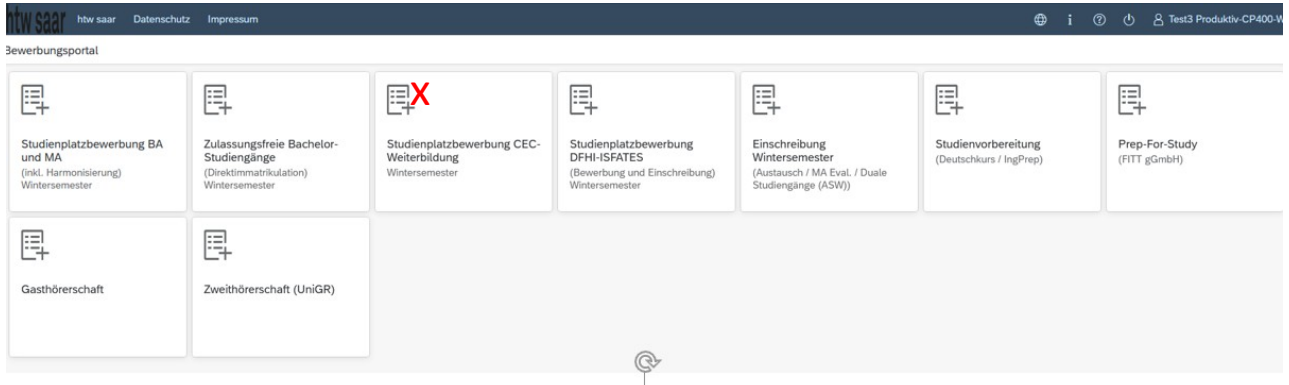 htw saar htw saar Datenschutz Impressum i ? Test3 Produktiv-CP400-W
Bewerbungsportal
X
Studienplatzbewerbung BA
und MA
(inkl. Harmonisierung)
Wintersemester
Zulassungsfreie Bachelor-
Studiengänge
(Direktimmatrikulation)
Wintersemester
Studienplatzbewerbung CEC-
Weiterbildung
Wintersemester
Studienplatzbewerbung
DFHI-ISFATES
(Bewerbung und Einschreibung)
Wintersemester
Einschreibung
Wintersemester
(Austausch / MA Eval. / Duale
Studiengänge (ASW))
Studienvorbereitung
(Deutschkurs / IngPrep)
Prep-For-Study
(FITT gGmbH)
Gasthörerschaft
Zweithörerschaft (UniGR)